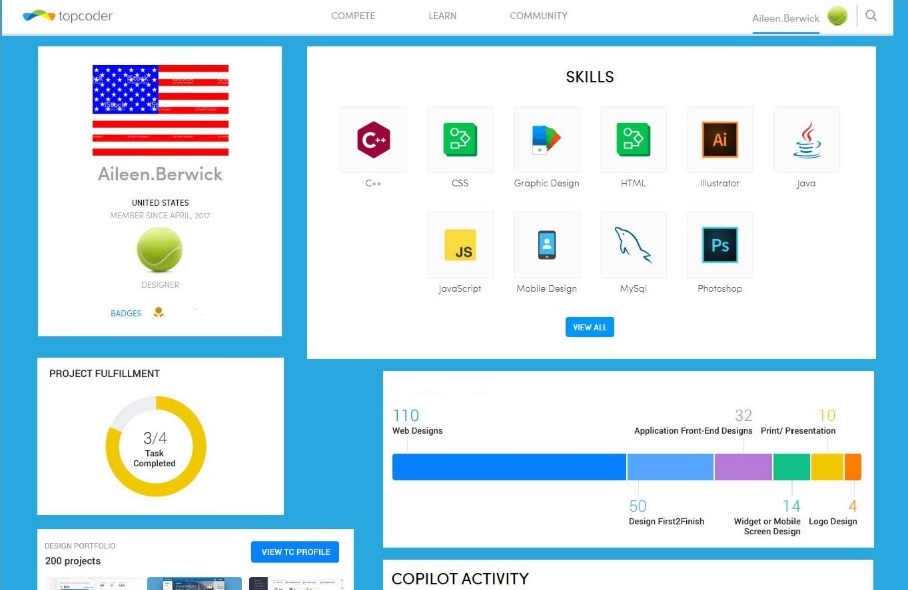 topcoder
COMPETE
LEARN
COMMUNITY
Aileen.Berwick
iStock
Aileen.Berwick
UNITED STATES
MEMBER SINCE APRIL, 2017
DESIGNER
BADGES
SKILLS
C++
C++
CSS
Graphic Design
HTML
Ai
Illustrator
Java
JS
JavaScript
Mobile Design
MySql
Ps
Photoshop
VIEW ALL
PROJECT FULFILLMENT
3/4
Task
Completed
110
Web Designs
32
Application Front-End Designs
10
Print/ Presentation
50
Design First2Finish
14
Widget or Mobile
Screen Design
4
Logo Design
DESIGN PORTFOLIO
200 projects
VIEW TC PROFILE
COPILOT ACTIVITY